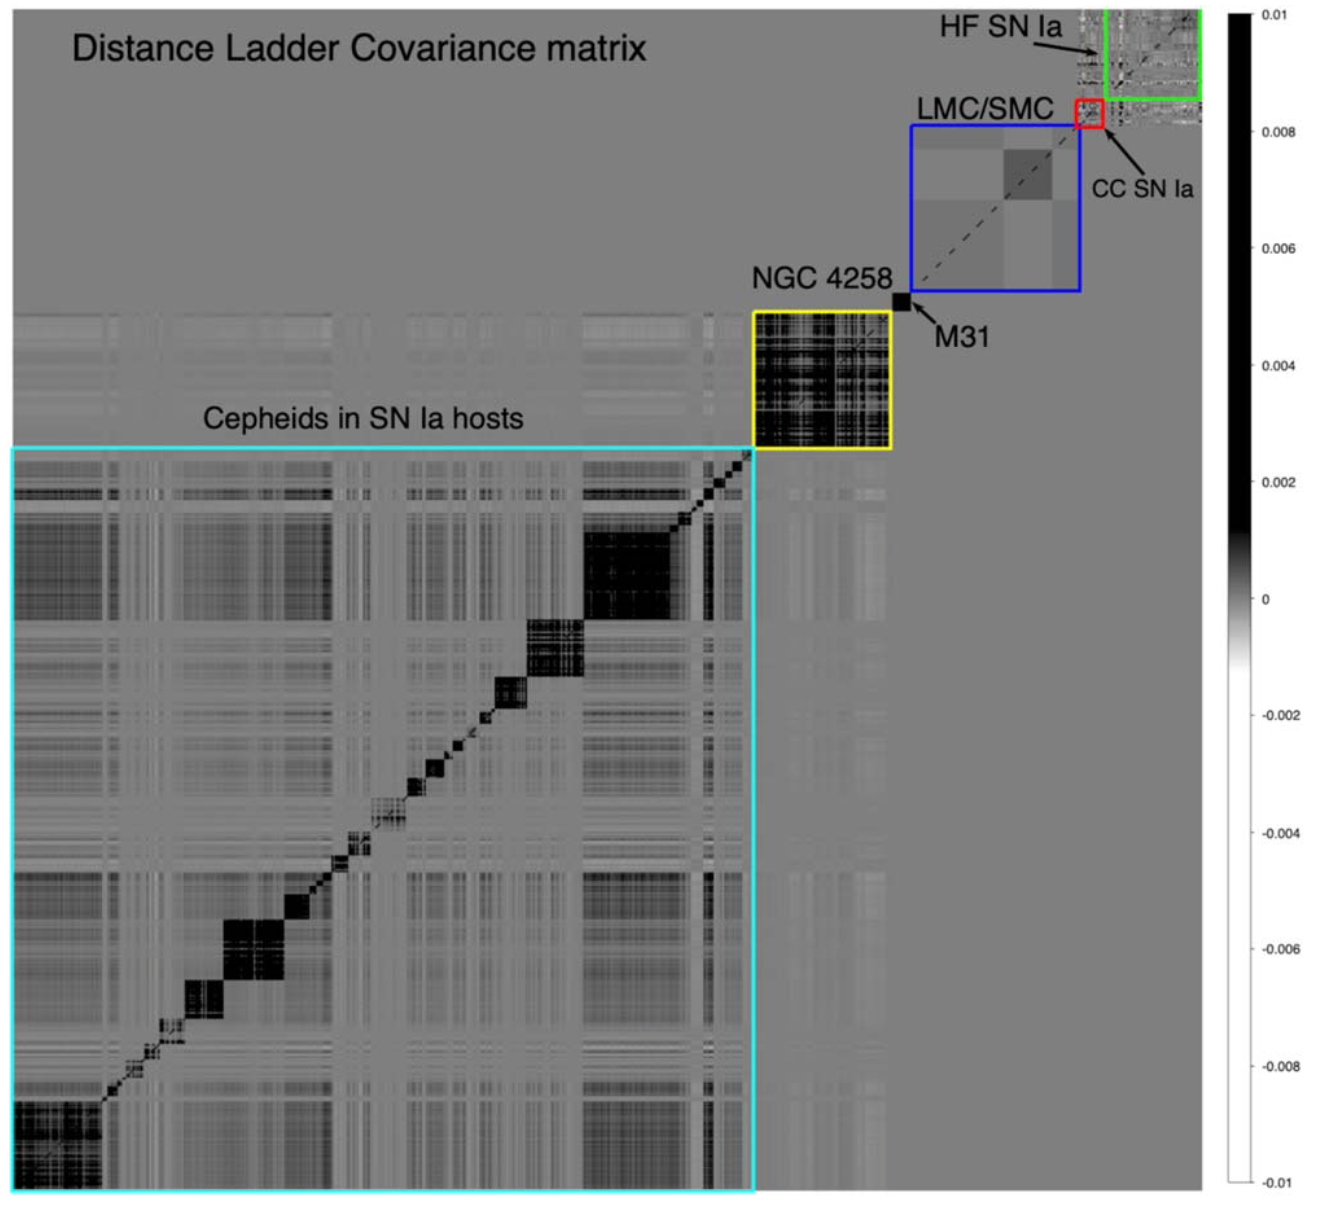 HF SN Ia
Distance Ladder Covariance matrix
LMC/SMC
CC SN Ia
NGC 4258
M31
Cepheids in SN Ia hosts
0.01
0.008
0.006
0.004
0.002
0
-0.002
-0.004
-0.006
-0.008
-0.01